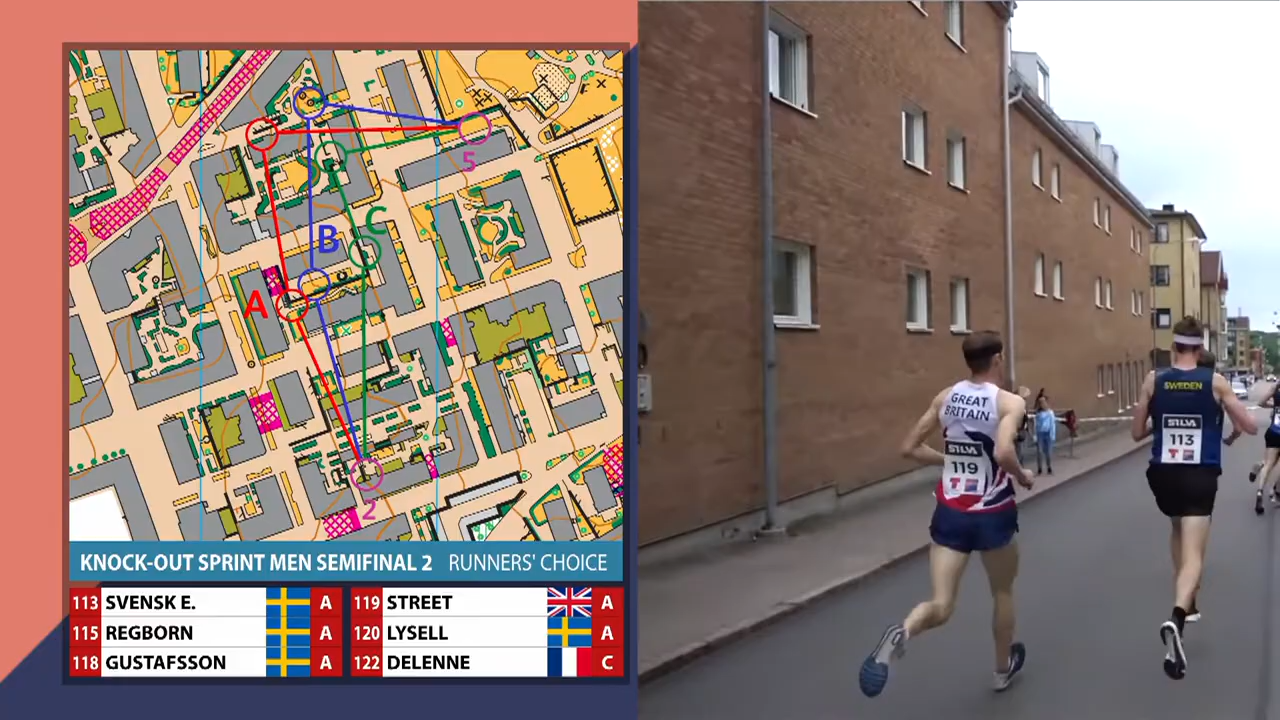 5
C
B
A
2
KNOCK-OUT SPRINT MEN SEMIFINAL 2 RUNNERS' CHOICE
113 SVENSK E. A 119 STREET A
115 REGBORN A 120 LYSELL A
118 GUSTAFSSON A 122 DELENNE C
GREAT
BRITAIN
SILVA
119
SWEDEN
SILVA
113